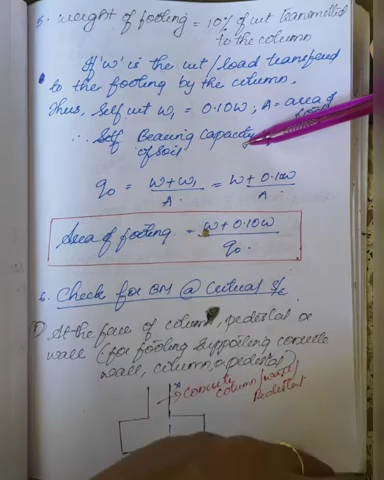 5. weight of footing = 10% of wt transmitted
to the column
If 'w' is the wt / load transferred
to the footing by the column.
Thus, Self wt w₁ = 0.10w ; A = area of
∴ Self Bearing Capacity
of soil
q₀ = w + w₁ / A = w + 0.10w / A
Area of footing = w + 0.10w / q₀.
6. Check for BM @ Critical S/c
① At the face of column, pedestal or
wall (for footing supporting concrete
wall, column, or pedestal)
→ concrete
column/wall/
Pedestal